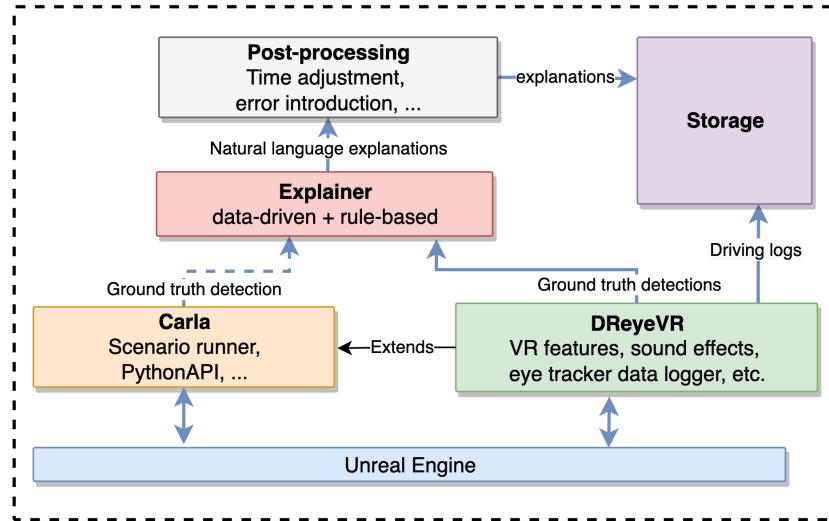 Post-processing
Time adjustment,
error introduction, ...
explanations
Storage
Natural language explanations
Explainer
data-driven + rule-based
Driving logs
Ground truth detection
Ground truth detections
Carla
Scenario runner,
PythonAPI, ...
Extends
DReyeVR
VR features, sound effects,
eye tracker data logger, etc.
Unreal Engine